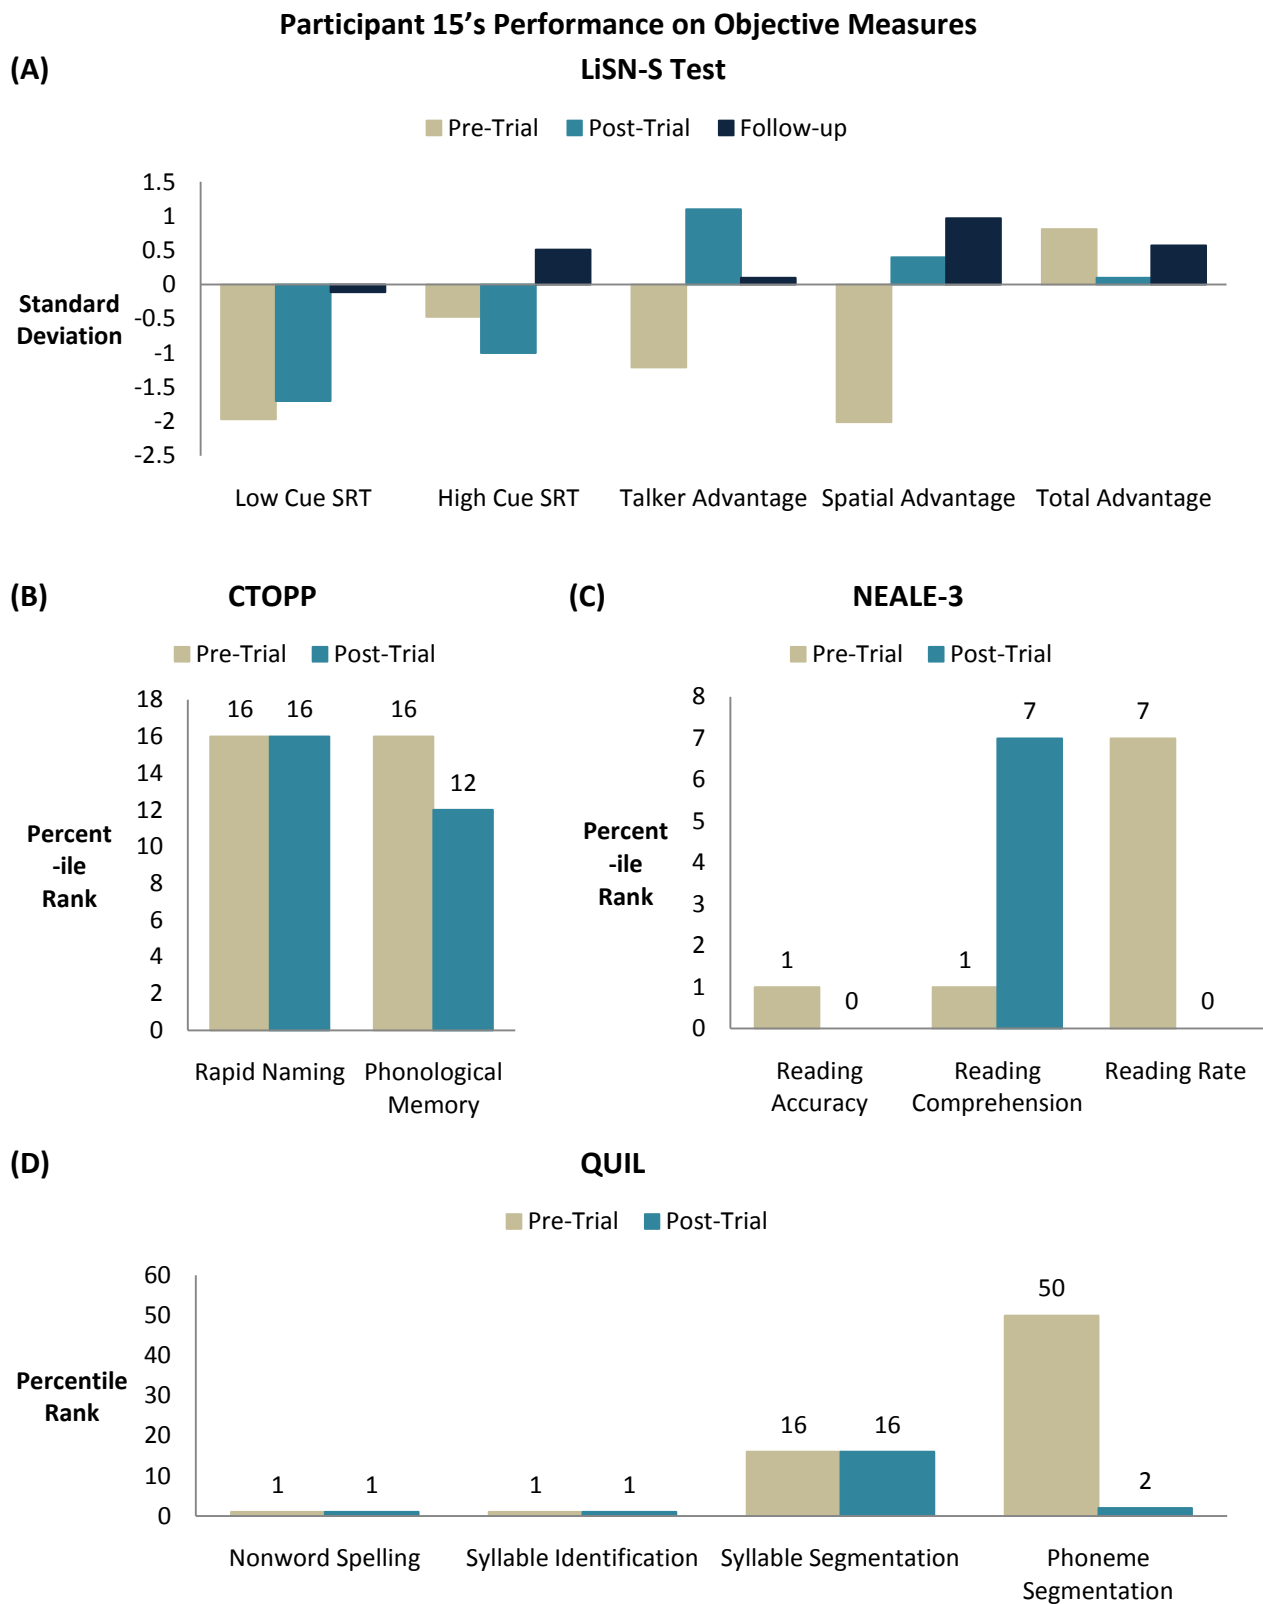 Participant 15’s Performance on Objective Measures
(A)
LiSN-S Test
Pre-Trial Post-Trial Follow-up
1.5
1
0.5
0
-0.5
-1
-1.5
-2
-2.5
Standard
Deviation
Low Cue SRT High Cue SRT Talker Advantage Spatial Advantage Total Advantage
(B)
CTOPP
Pre-Trial Post-Trial
18
16
14
12
10
8
6
4
2
0
Percent
-ile
Rank
16 16 16
12
Rapid Naming
Phonological
Memory
(C)
NEALE-3
Pre-Trial Post-Trial
8
7
6
5
4
3
2
1
0
Percent
-ile
Rank
1 0 1 7 7 0
Reading
Accuracy
Reading
Comprehension
Reading Rate
(D)
QUIL
Pre-Trial Post-Trial
60
50
40
30
20
10
0
Percentile
Rank
1 1 1 1 16 16 50 2
Nonword Spelling Syllable Identification Syllable Segmentation
Phoneme
Segmentation